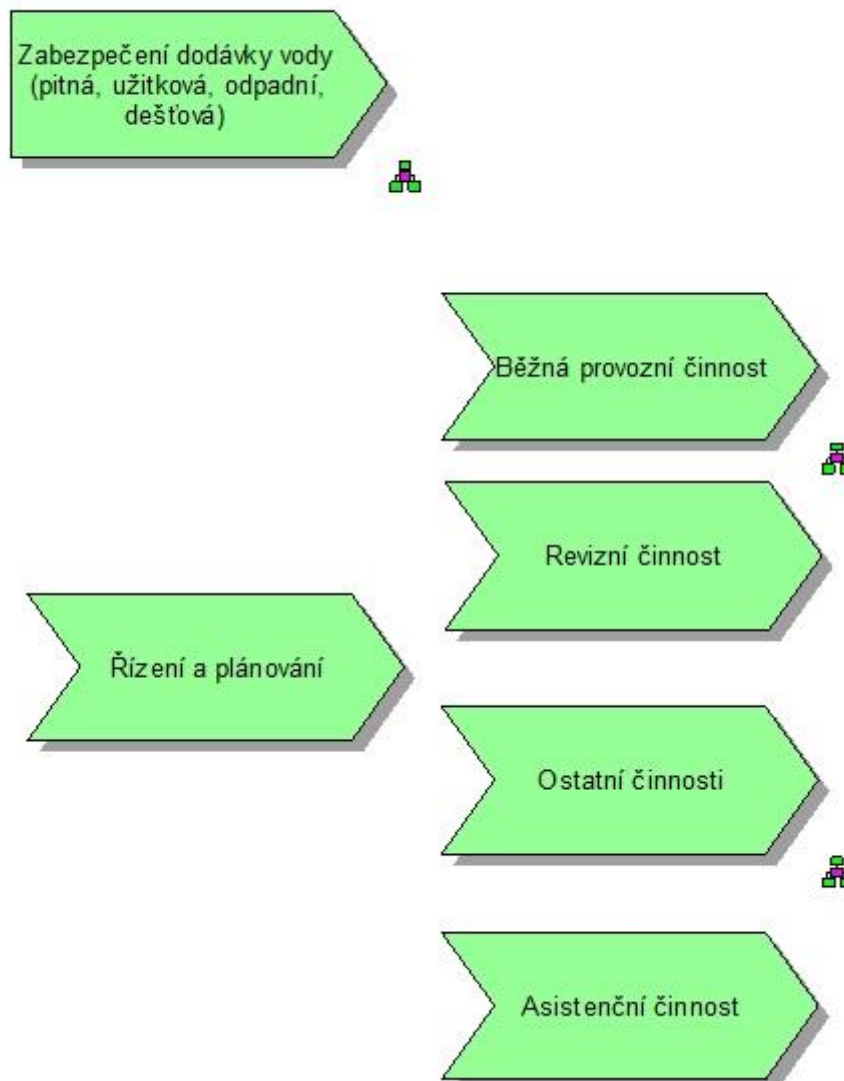 Zabezpečení dodávky vody
(pitná, užitková, odpadní,
dešťová)
Běžná provozní činnost
Revizní činnost
Řízení a plánování
Ostatní činnosti
Asistenční činnost